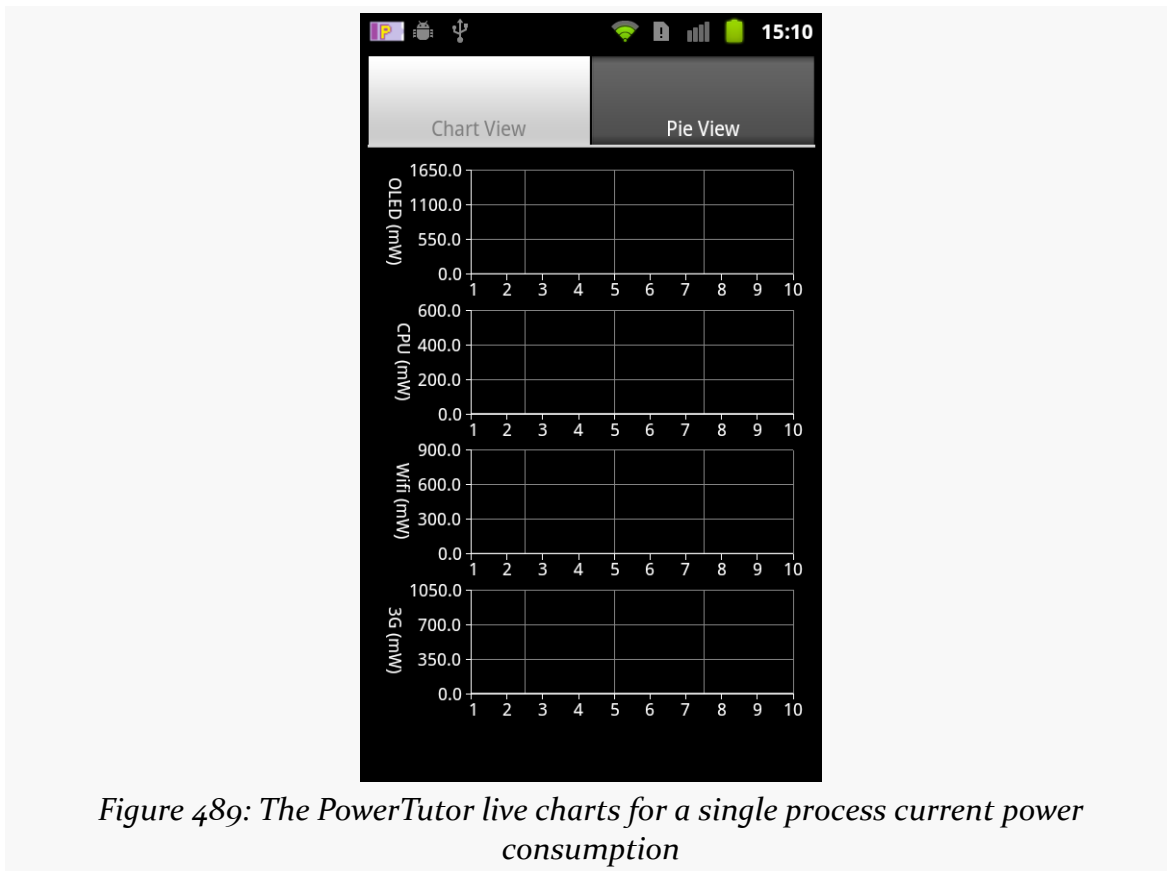 P
15:10
Chart View
Pie View
OLED (mW)
1650.0
1100.0
550.0
0.0
1 2 3 4 5 6 7 8 9 10
CPU (mW)
600.0
400.0
200.0
0.0
1 2 3 4 5 6 7 8 9 10
Wifi (mW)
900.0
600.0
300.0
0.0
1 2 3 4 5 6 7 8 9 10
3G (mW)
1050.0
700.0
350.0
0.0
1 2 3 4 5 6 7 8 9 10
Figure 489: The PowerTutor live charts for a single process current power
consumption